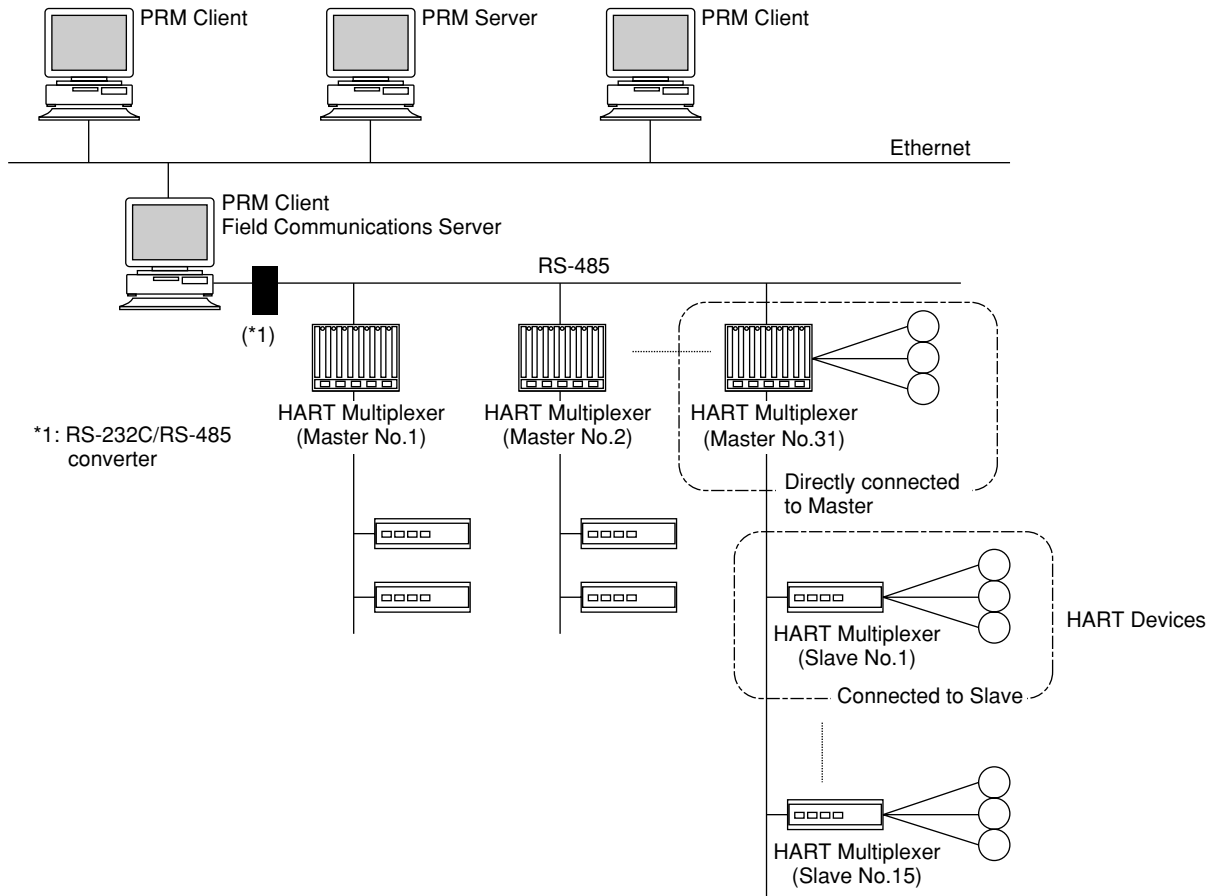 PRM Client
PRM Server
PRM Client
Ethernet
PRM Client
Field Communications Server
RS-485
(*1)
HART Multiplexer
(Master No.1)
HART Multiplexer
(Master No.2)
HART Multiplexer
(Master No.31)
*1: RS-232C/RS-485
converter
Directly connected
to Master
HART Multiplexer
(Slave No.1)
HART Devices
Connected to Slave
HART Multiplexer
(Slave No.15)